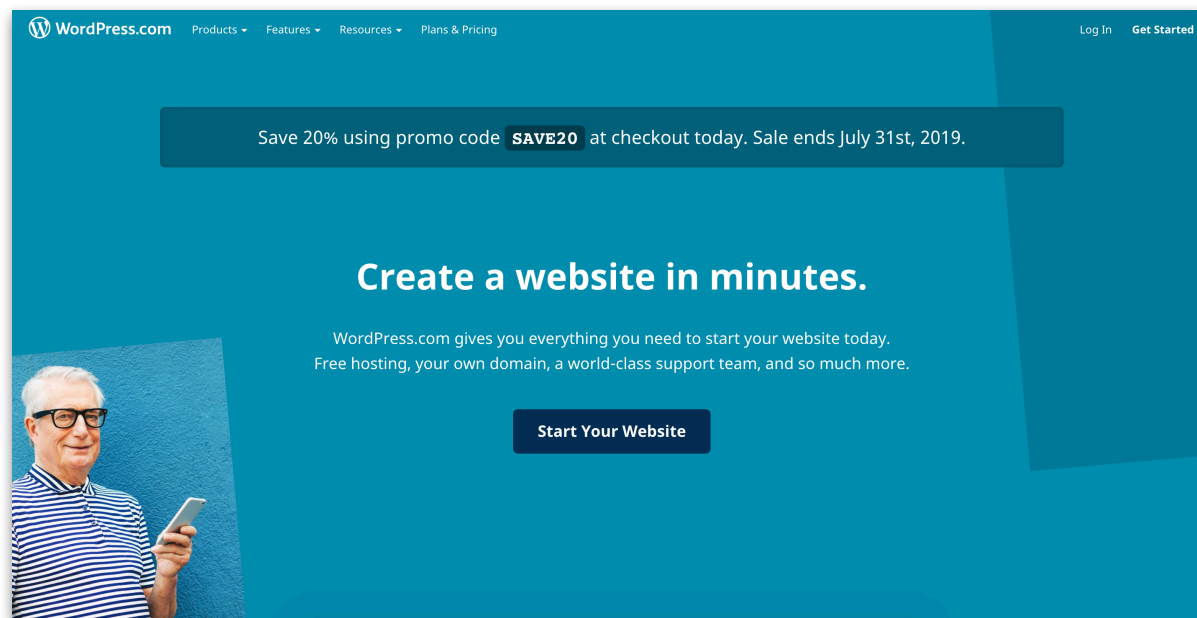 WordPress.com Products Features Resources Plans & Pricing Log In Get Started
Save 20% using promo code SAVE20 at checkout today. Sale ends July 31st, 2019.
Create a website in minutes.
WordPress.com gives you everything you need to start your website today.
Free hosting, your own domain, a world-class support team, and so much more.
Start Your Website